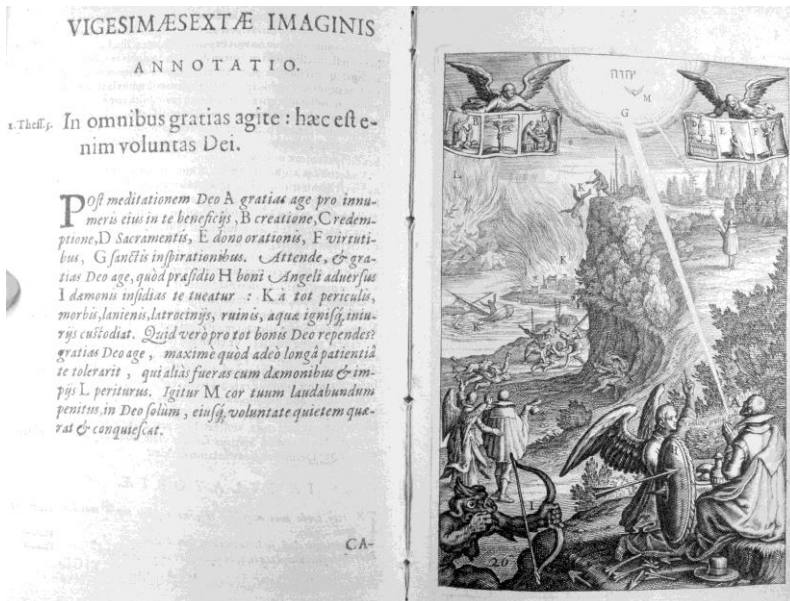 VIGESIMÆSEXTÆ IMAGINIS
ANNOTATIO.
1. Thess. 5. In omnibus gratias agite : hæc eſt e-
nim voluntas Dei.
Poſt meditationem Deo A gratias age pro innu-
meris eius in te beneficijs, B creatione, C redem-
ptione, D Sacramentis, E dono orationis, F virtuti-
bus, G ſanctis inſpirationibus. Attende, & gra-
tias Deo age, quòd præſidio H boni Angeli aduerſus
I dæmonis inſidias te tueatur : K à tot periculis,
morbis, lanienis, latrocinijs, ruinis, aquæ igniſq́, iniu-
rijs cuſtodiat. Quid verò pro tot bonis Deo rependes?
gratias Deo age, maximè quòd adeò longâ patientiâ
te tolerarit, qui aliàs fueras cum dæmonibus & im-
pijs L periturus. Igitur M cor tuum laudabundum
penitus, in Deo ſolùm, eiuſq́, voluntate quietem quæ-
rat & conquieſcat.
CA-
יהוה
M
G
E F
L
K
K
26